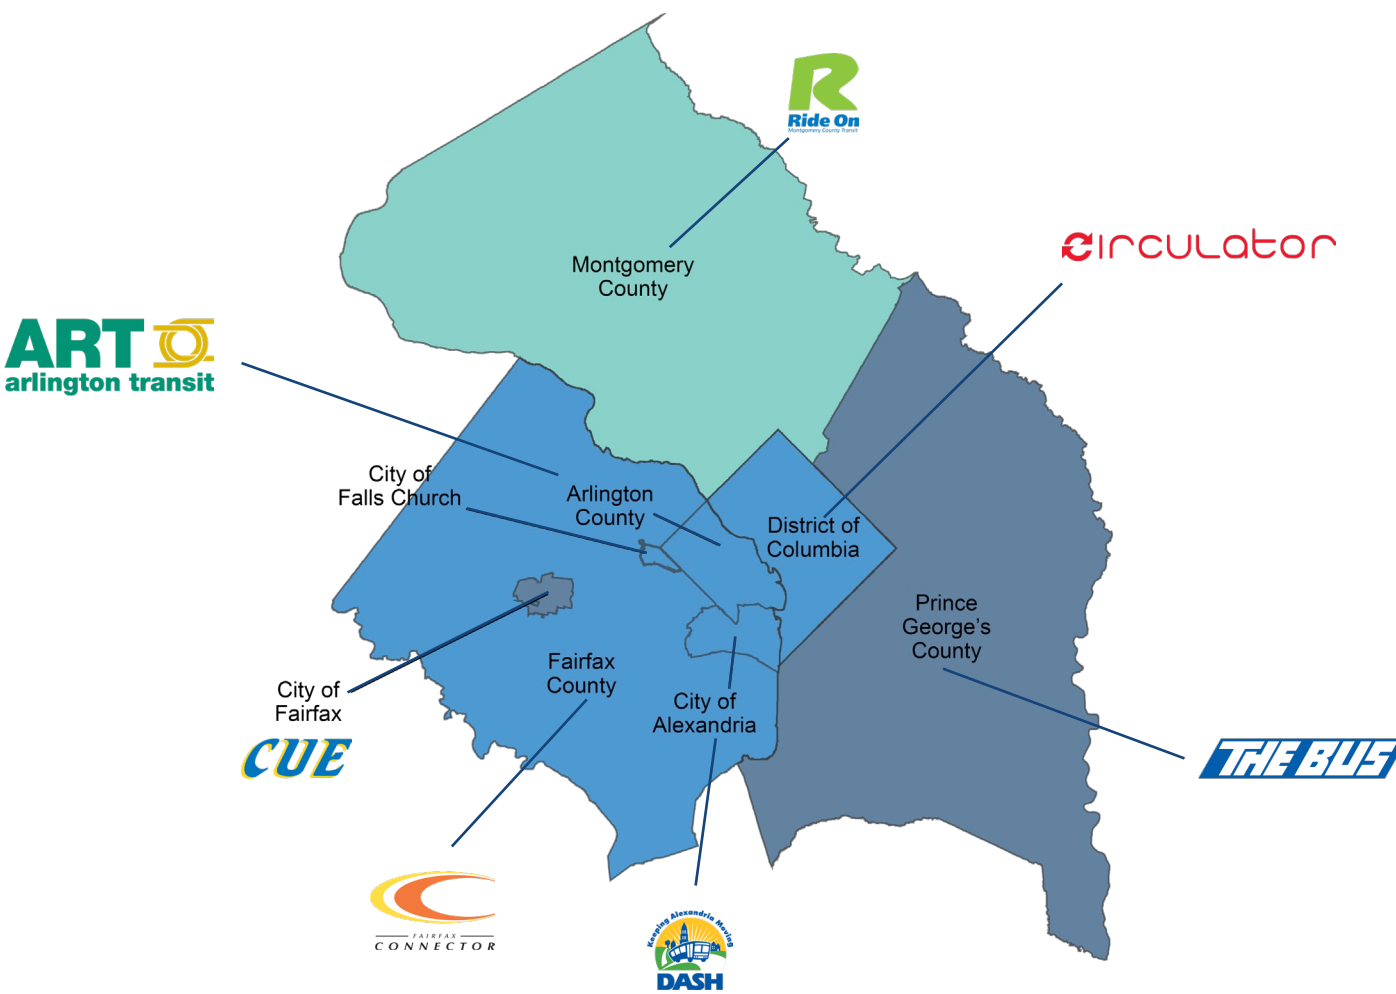 Ride On
Montgomery County Transit
Circulator
Montgomery
County
ART
arlington transit
City of
Falls Church
Arlington
County
District of
Columbia
Prince
George's
County
Fairfax
County
City of
Fairfax
CUE
City of
Alexandria
THE BUS
FAIRFAX
CONNECTOR
Keeping Alexandria Moving
DASH